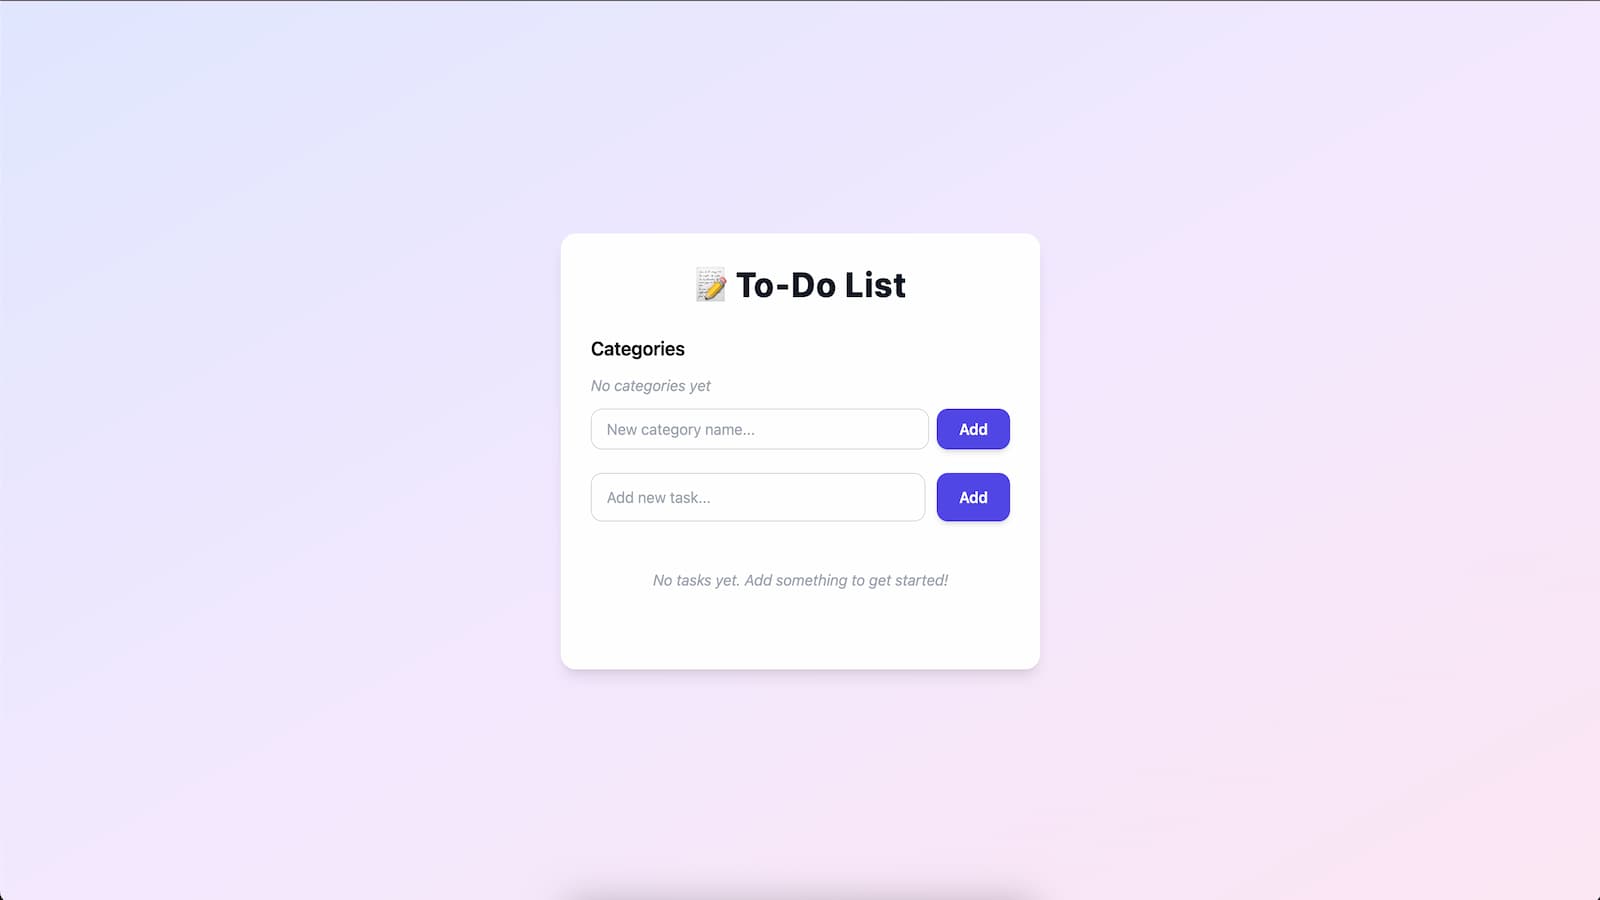 📝 To-Do List
Categories
No categories yet
New category name...
Add
Add new task...
Add
No tasks yet. Add something to get started!